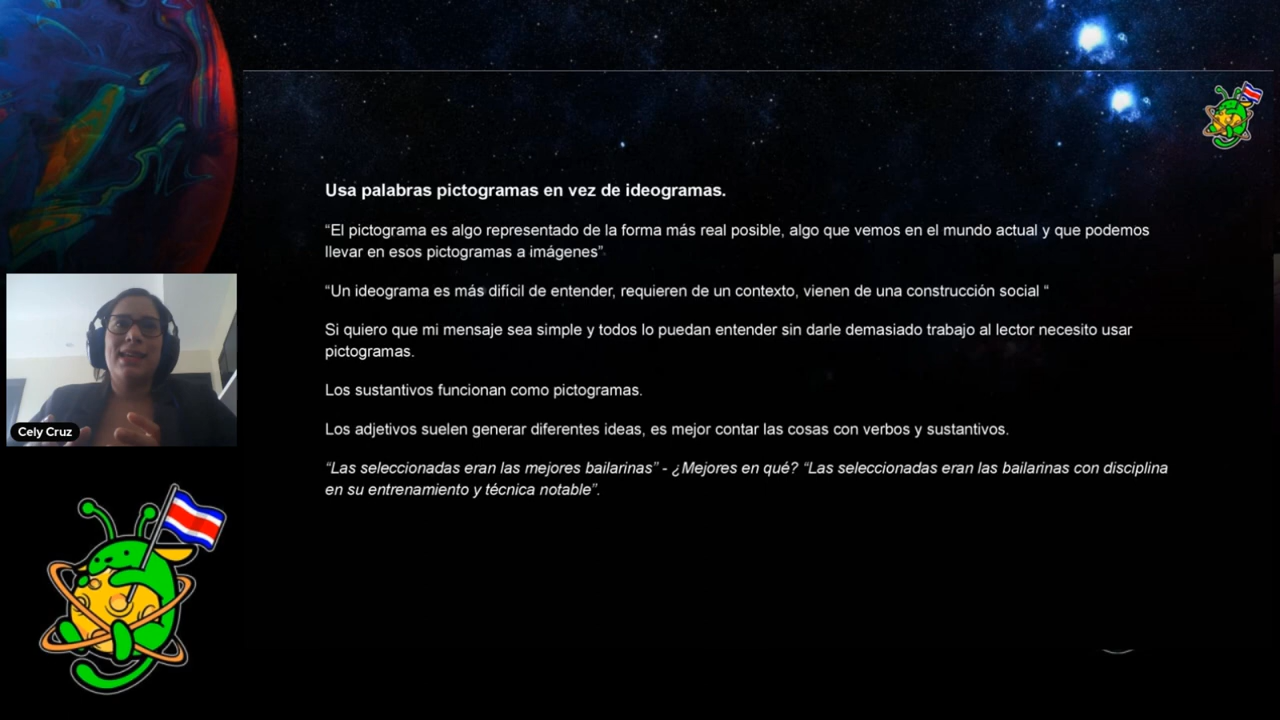 Usa palabras pictogramas en vez de ideogramas.
“El pictograma es algo representado de la forma más real posible, algo que vemos en el mundo actual y que podemos
llevar en esos pictogramas a imágenes”
“Un ideograma es más difícil de entender, requieren de un contexto, vienen de una construcción social “
Si quiero que mi mensaje sea simple y todos lo puedan entender sin darle demasiado trabajo al lector necesito usar
pictogramas.
Los sustantivos funcionan como pictogramas.
Los adjetivos suelen generar diferentes ideas, es mejor contar las cosas con verbos y sustantivos.
“Las seleccionadas eran las mejores bailarinas” - ¿Mejores en qué? “Las seleccionadas eran las bailarinas con disciplina
en su entrenamiento y técnica notable”.
Cely Cruz